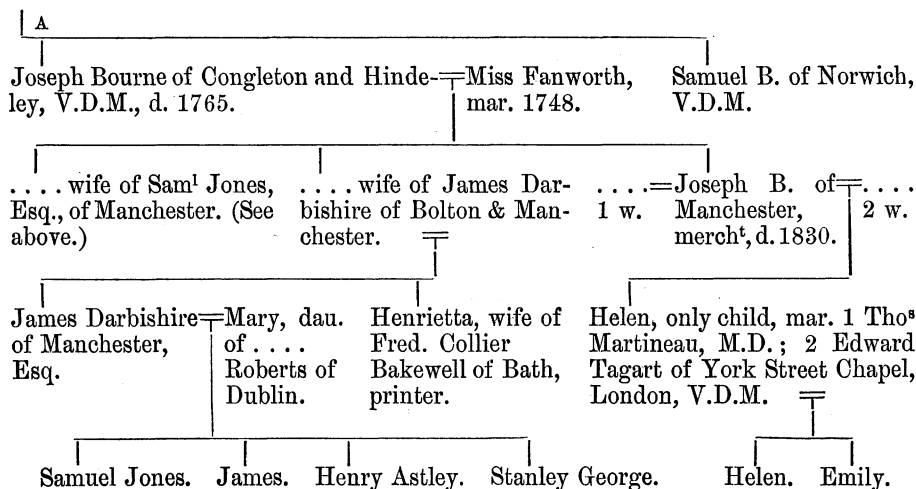 A
Joseph Bourne of Congleton and Hinde-
ley, V.D.M., d. 1765.
Miss Fanworth,
mar. 1748.
Samuel B. of Norwich,
V.D.M.
.... wife of Samˡ Jones,
Esq., of Manchester. (See
above.)
.... wife of James Dar-
bishire of Bolton & Man-
chester.
....
1 w.
Joseph B. of
Manchester,
merchᵗ, d. 1830.
....
2 w.
James Darbishire
of Manchester,
Esq.
Mary, dau.
of ....
Roberts of
Dublin.
Henrietta, wife of
Fred. Collier
Bakewell of Bath,
printer.
Helen, only child, mar. 1 Thoˢ
Martineau, M.D.; 2 Edward
Tagart of York Street Chapel,
London, V.D.M.
Samuel Jones. James. Henry Astley. Stanley George. Helen. Emily.